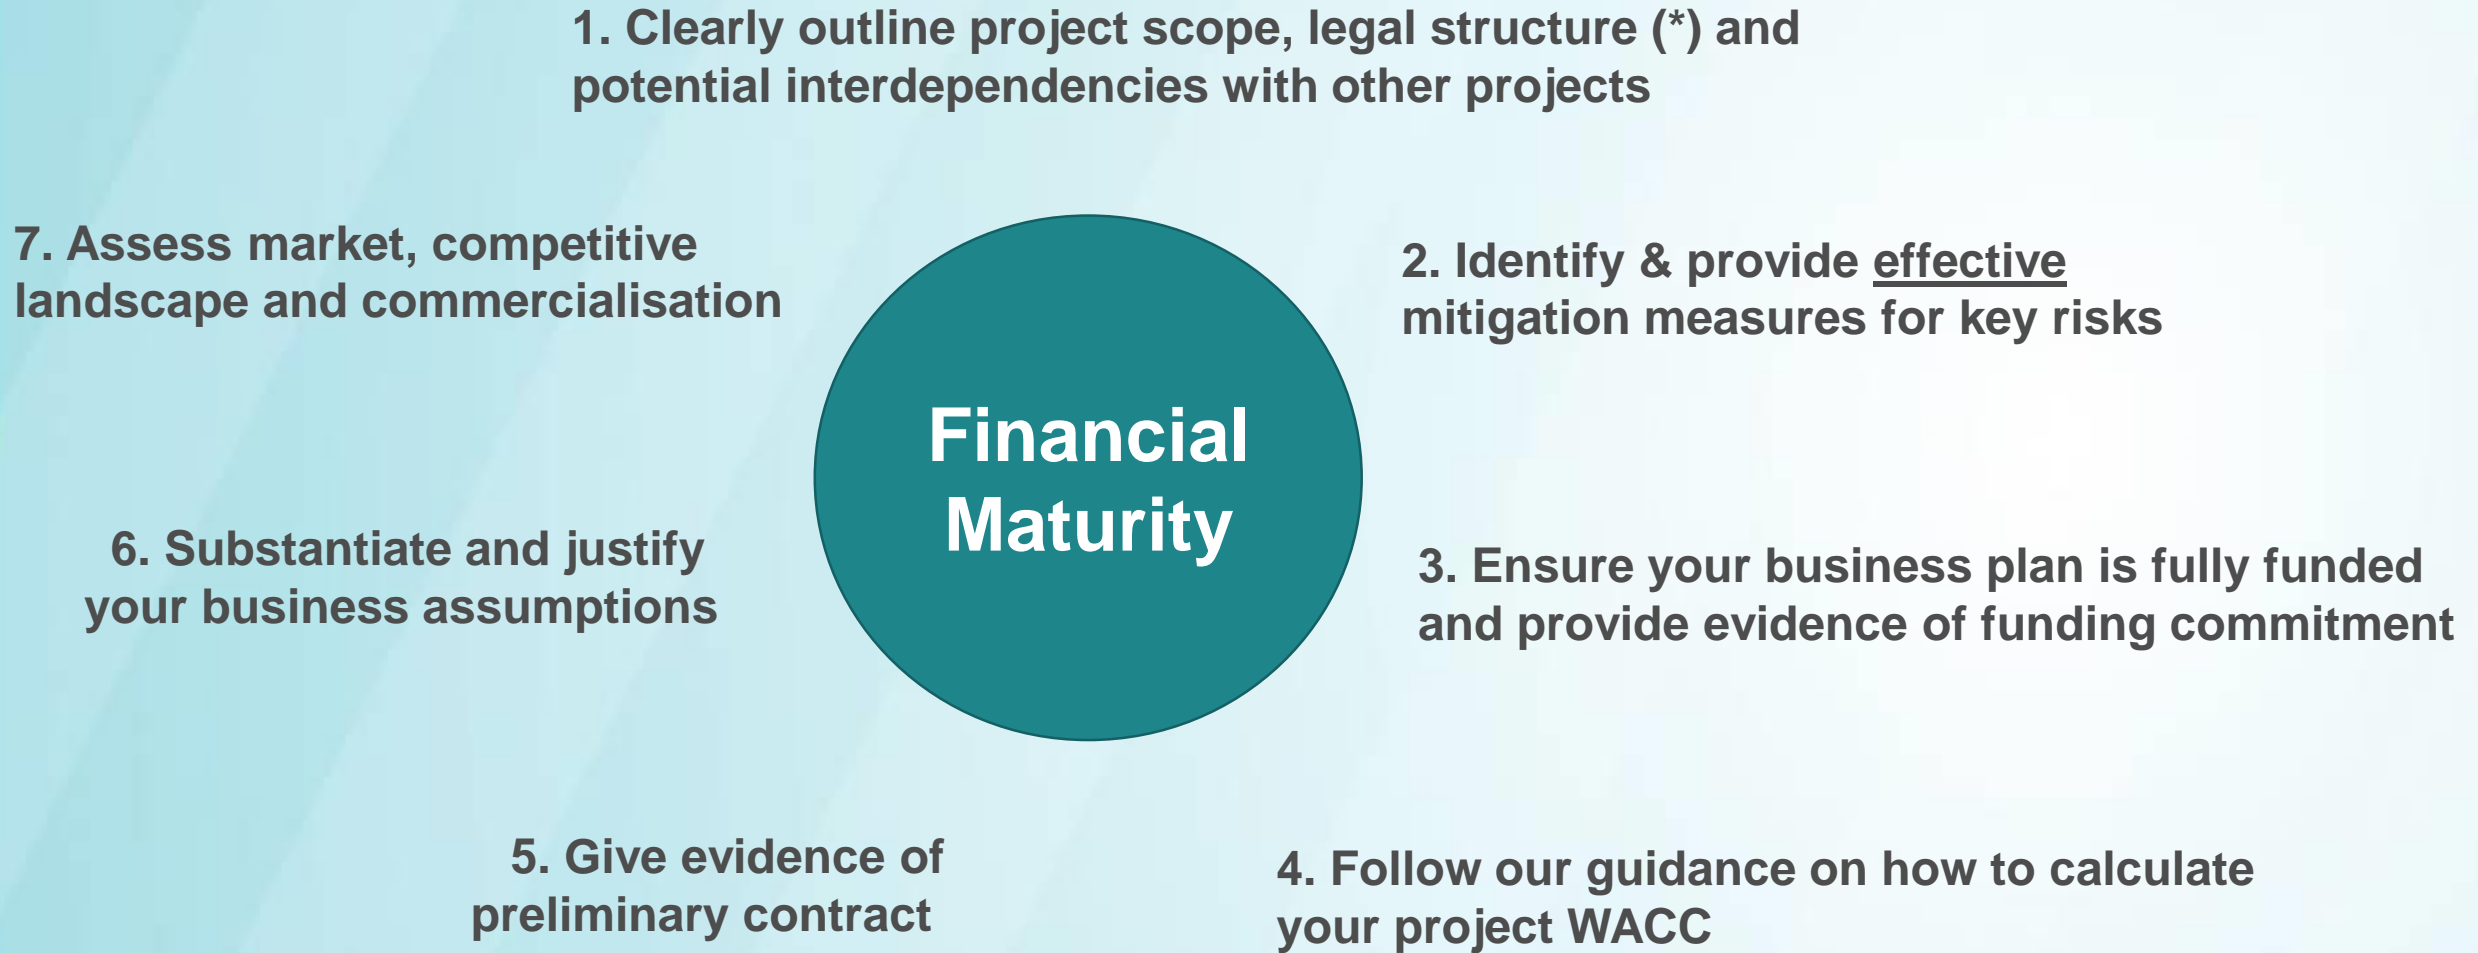 1. Clearly outline project scope, legal structure (*) and
potential interdependencies with other projects
2. Identify & provide effective
mitigation measures for key risks
3. Ensure your business plan is fully funded
and provide evidence of funding commitment
4. Follow our guidance on how to calculate
your project WACC
5. Give evidence of
preliminary contract
6. Substantiate and justify
your business assumptions
7. Assess market, competitive
landscape and commercialisation
Financial
Maturity